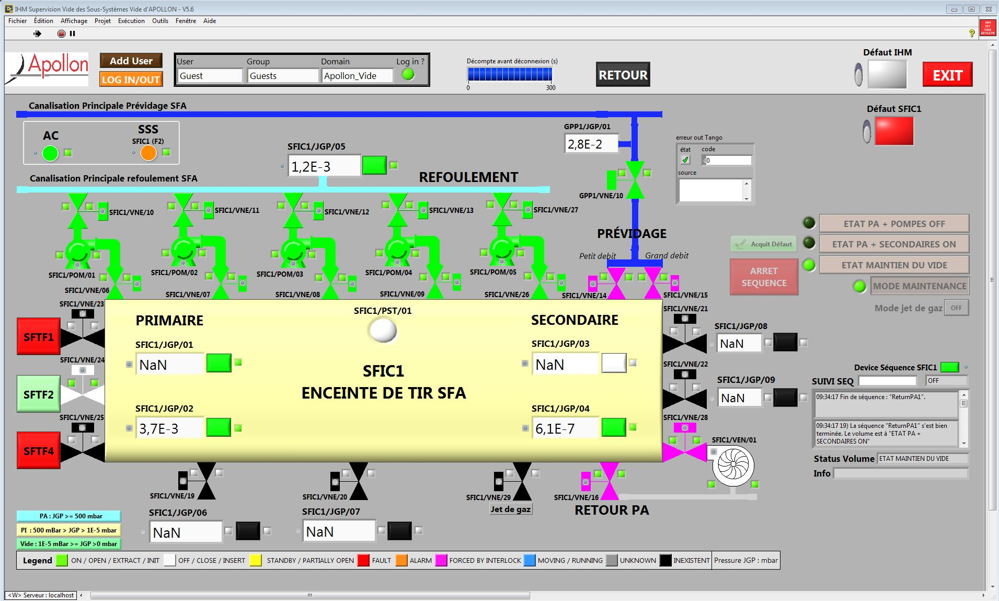 IHM Supervision Vide des Sous-Systèmes Vide d'APOLLON - V5.6
Fichier Édition Affichage Projet Exécution Outils Fenêtre Aide
?
IHM
SSV
VIDE
APOLLON
Apollon
Add User
LOG IN/OUT
User Group Domain Log in ?
Guest Guests Apollon_Vide
Décompte avant déconnexion (s)
0 300
RETOUR
Défaut IHM
EXIT
Canalisation Principale Prévidage SFA
Défaut SFIC1
AC
SSS
SFIC1 (F2)
SFIC1/JGP/05
1,2E-3
GPP1/JGP/01
2,8E-2
erreur out Tango
état code
0
source
Canalisation Principale refoulement SFA
REFOULEMENT
GPP1/VNE/10
SFIC1/VNE/10
SFIC1/VNE/11
SFIC1/VNE/12
SFIC1/VNE/13
SFIC1/VNE/27
PRÉVIDAGE
Petit debit
Grand debit
ETAT PA + POMPES OFF
Acquit Défaut
ETAT PA + SECONDAIRES ON
ETAT MAINTIEN DU VIDE
ARRET
SEQUENCE
MODE MAINTENANCE
Mode jet de gaz OFF
SFIC1/POM/01
SFIC1/POM/02
SFIC1/POM/03
SFIC1/POM/04
SFIC1/POM/05
SFIC1/VNE/06
SFIC1/VNE/07
SFIC1/VNE/08
SFIC1/VNE/09
SFIC1/VNE/26
SFIC1/VNE/14
SFIC1/VNE/15
SFIC1/VNE/23
SFTF1
SFIC1/VNE/24
SFTF2
SFIC1/VNE/25
SFTF4
PRIMAIRE
SFIC1/PST/01
SECONDAIRE
SFIC1/JGP/01
NaN
SFIC1/JGP/03
NaN
SFIC1
ENCEINTE DE TIR SFA
SFIC1/JGP/02
3,7E-3
SFIC1/JGP/04
6,1E-7
SFIC1/VNE/21
SFIC1/JGP/08
NaN
SFIC1/VNE/22
SFIC1/JGP/09
NaN
SFIC1/VNE/28
SFIC1/VEN/01
Device Séquence SFIC1
SUIVI SEQ
OFF
09:34:17 Fin de séquence : "ReturnPA1".
09:34:17 19) La séquence "ReturnPA1" s'est bien
terminée. Le volume est à "ETAT PA +
SECONDAIRES ON"
Status Volume ETAT MAINTIEN DU VIDE
Info
SFIC1/VNE/19
SFIC1/VNE/20
SFIC1/VNE/29
Jet de gaz
SFIC1/VNE/16
RETOUR PA
SFIC1/JGP/06
NaN
SFIC1/JGP/07
NaN
PA : JGP >= 500 mbar
PI : 500 mBar > JGP > 1E-5 mbar
Vide : 1E-5 mBar >= JGP >0 mbar
Legend ON / OPEN / EXTRACT / INIT OFF / CLOSE / INSERT STANDBY / PARTIALLY OPEN FAULT ALARM FORCED BY INTERLOCK MOVING / RUNNING UNKNOWN INEXISTENT Pressure JGP : mbar
<W> Serveur : localhost